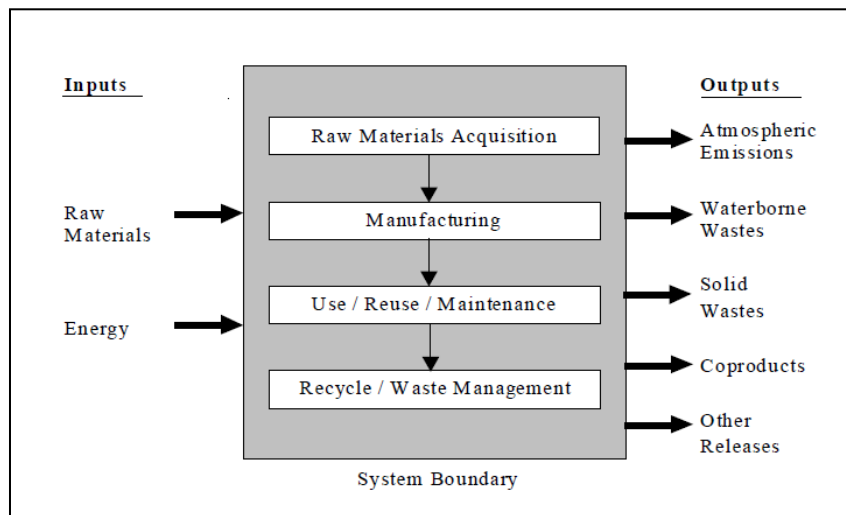 Inputs
Raw
Materials
Energy
Raw Materials Acquisition
Manufacturing
Use / Reuse / Maintenance
Recycle / Waste Management
System Boundary
Outputs
Atmospheric
Emissions
Waterborne
Wastes
Solid
Wastes
Coproducts
Other
Releases